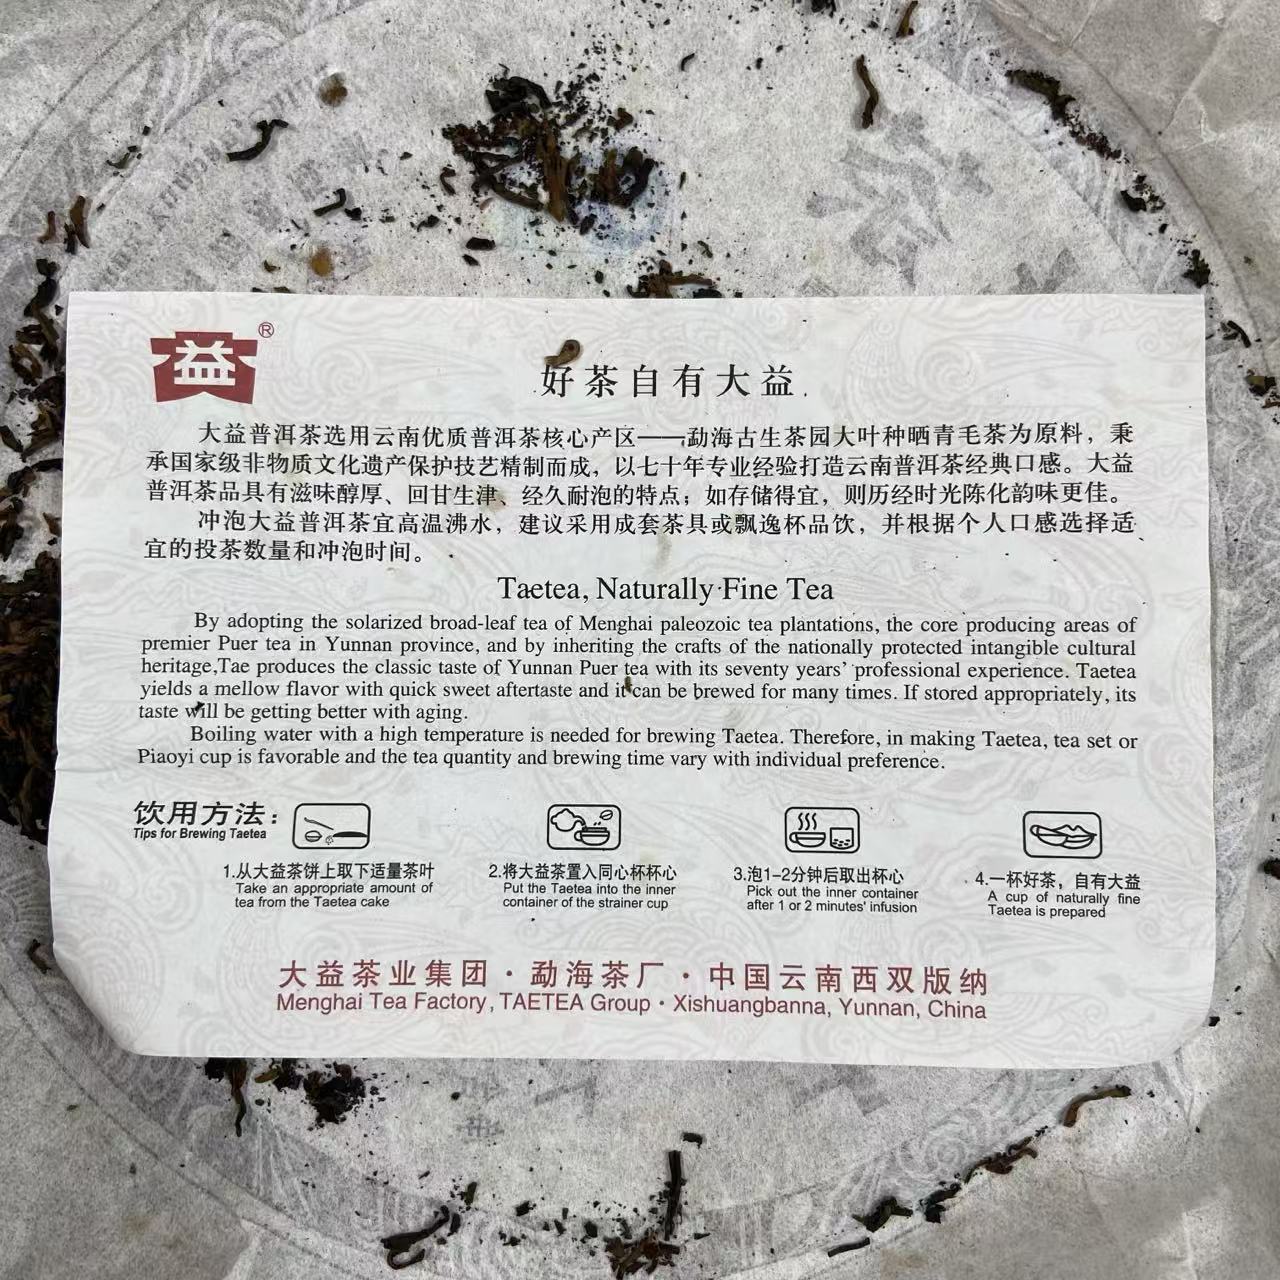 益®
好茶自有大益
大益普洱茶选用云南优质普洱茶核心产区——勐海古生茶园大叶种晒青毛茶为原料，秉
承国家级非物质文化遗产保护技艺精制而成，以七十年专业经验打造云南普洱茶经典口感。大益
普洱茶品具有滋味醇厚、回甘生津、经久耐泡的特点；如存储得宜，则历经时光陈化韵味更佳。
冲泡大益普洱茶宜高温沸水，建议采用成套茶具或飘逸杯品饮，并根据个人口感选择适
宜的投茶数量和冲泡时间。
Taetea, Naturally Fine Tea
By adopting the solarized broad-leaf tea of Menghai paleozoic tea plantations, the core producing areas of
premier Puer tea in Yunnan province, and by inheriting the crafts of the nationally protected intangible cultural
heritage,Tae produces the classic taste of Yunnan Puer tea with its seventy years' professional experience. Taetea
yields a mellow flavor with quick sweet aftertaste and it can be brewed for many times. If stored appropriately, its
taste will be getting better with aging.
Boiling water with a high temperature is needed for brewing Taetea. Therefore, in making Taetea, tea set or
Piaoyi cup is favorable and the tea quantity and brewing time vary with individual preference.
饮用方法：
Tips for Brewing Taetea
1.从大益茶饼上取下适量茶叶
Take an appropriate amount of
tea from the Taetea cake
2.将大益茶置入同心杯杯心
Put the Taetea into the inner
container of the strainer cup
3.泡1-2分钟后取出杯心
Pick out the inner container
after 1 or 2 minutes' infusion
4.一杯好茶，自有大益
A cup of naturally fine
Taetea is prepared
大益茶业集团·勐海茶厂·中国云南西双版纳
Menghai Tea Factory, TAETEA Group · Xishuangbanna, Yunnan, China